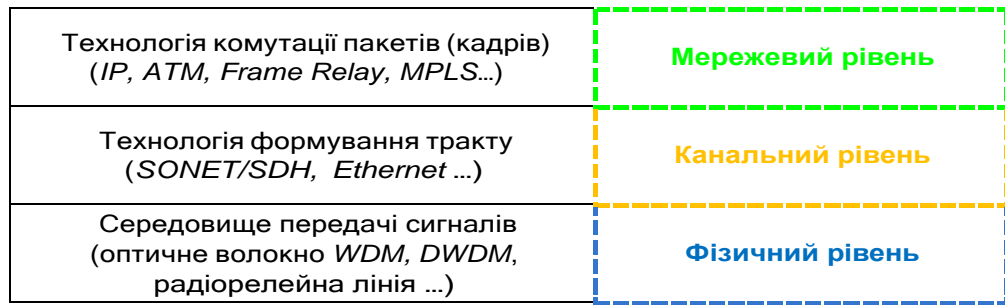 Технологія комутації пакетів (кадрів)
(IP, ATM, Frame Relay, MPLS...)
Мережевий рівень
Технологія формування тракту
(SONET/SDH, Ethernet ...)
Канальний рівень
Середовище передачі сигналів
(оптичне волокно WDM, DWDM,
радіорелейна лінія ...)
Фізичний рівень